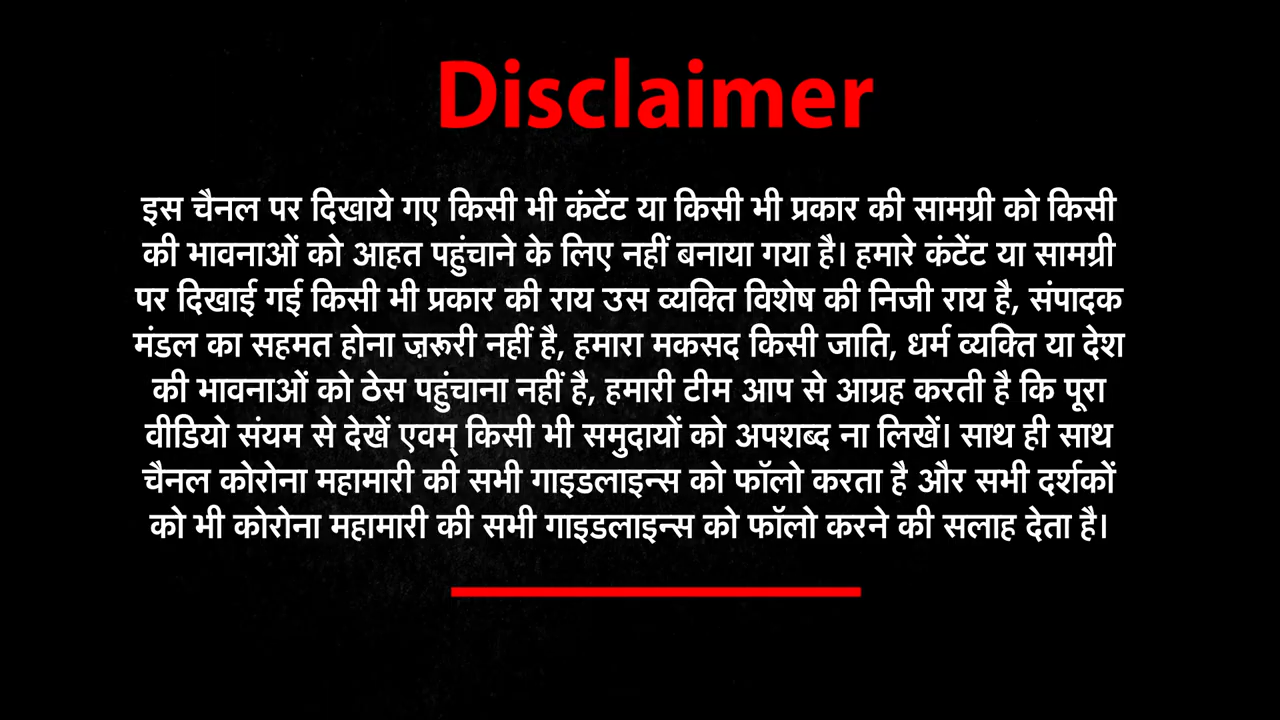 Disclaimer
इस चैनल पर दिखाये गए किसी भी कंटेंट या किसी भी प्रकार की सामग्री को किसी
की भावनाओं को आहत पहुंचाने के लिए नहीं बनाया गया है। हमारे कंटेंट या सामग्री
पर दिखाई गई किसी भी प्रकार की राय उस व्यक्ति विशेष की निजी राय है, संपादक
मंडल का सहमत होना ज़रूरी नहीं है, हमारा मकसद किसी जाति, धर्म व्यक्ति या देश
की भावनाओं को ठेस पहुंचाना नहीं है, हमारी टीम आप से आग्रह करती है कि पूरा
वीडियो संयम से देखें एवम् किसी भी समुदायों को अपशब्द ना लिखें। साथ ही साथ
चैनल कोरोना महामारी की सभी गाइडलाइन्स को फॉलो करता है और सभी दर्शकों
को भी कोरोना महामारी की सभी गाइडलाइन्स को फॉलो करने की सलाह देता है।